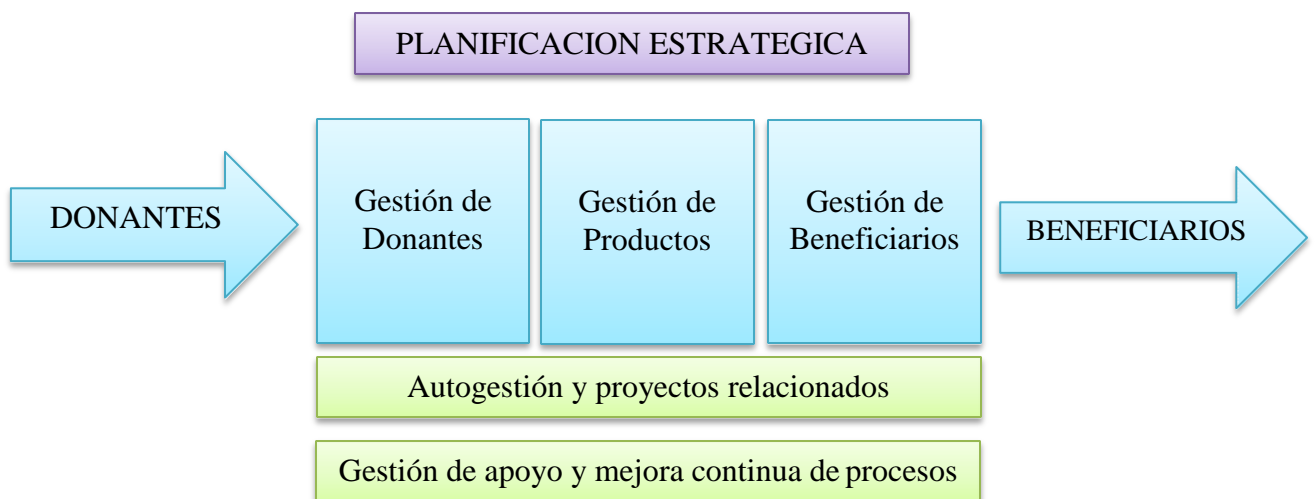 PLANIFICACION ESTRATEGICA
DONANTES
Gestión de
Donantes
Gestión de
Productos
Gestión de
Beneficiarios
BENEFICIARIOS
Autogestión y proyectos relacionados
Gestión de apoyo y mejora continua de procesos